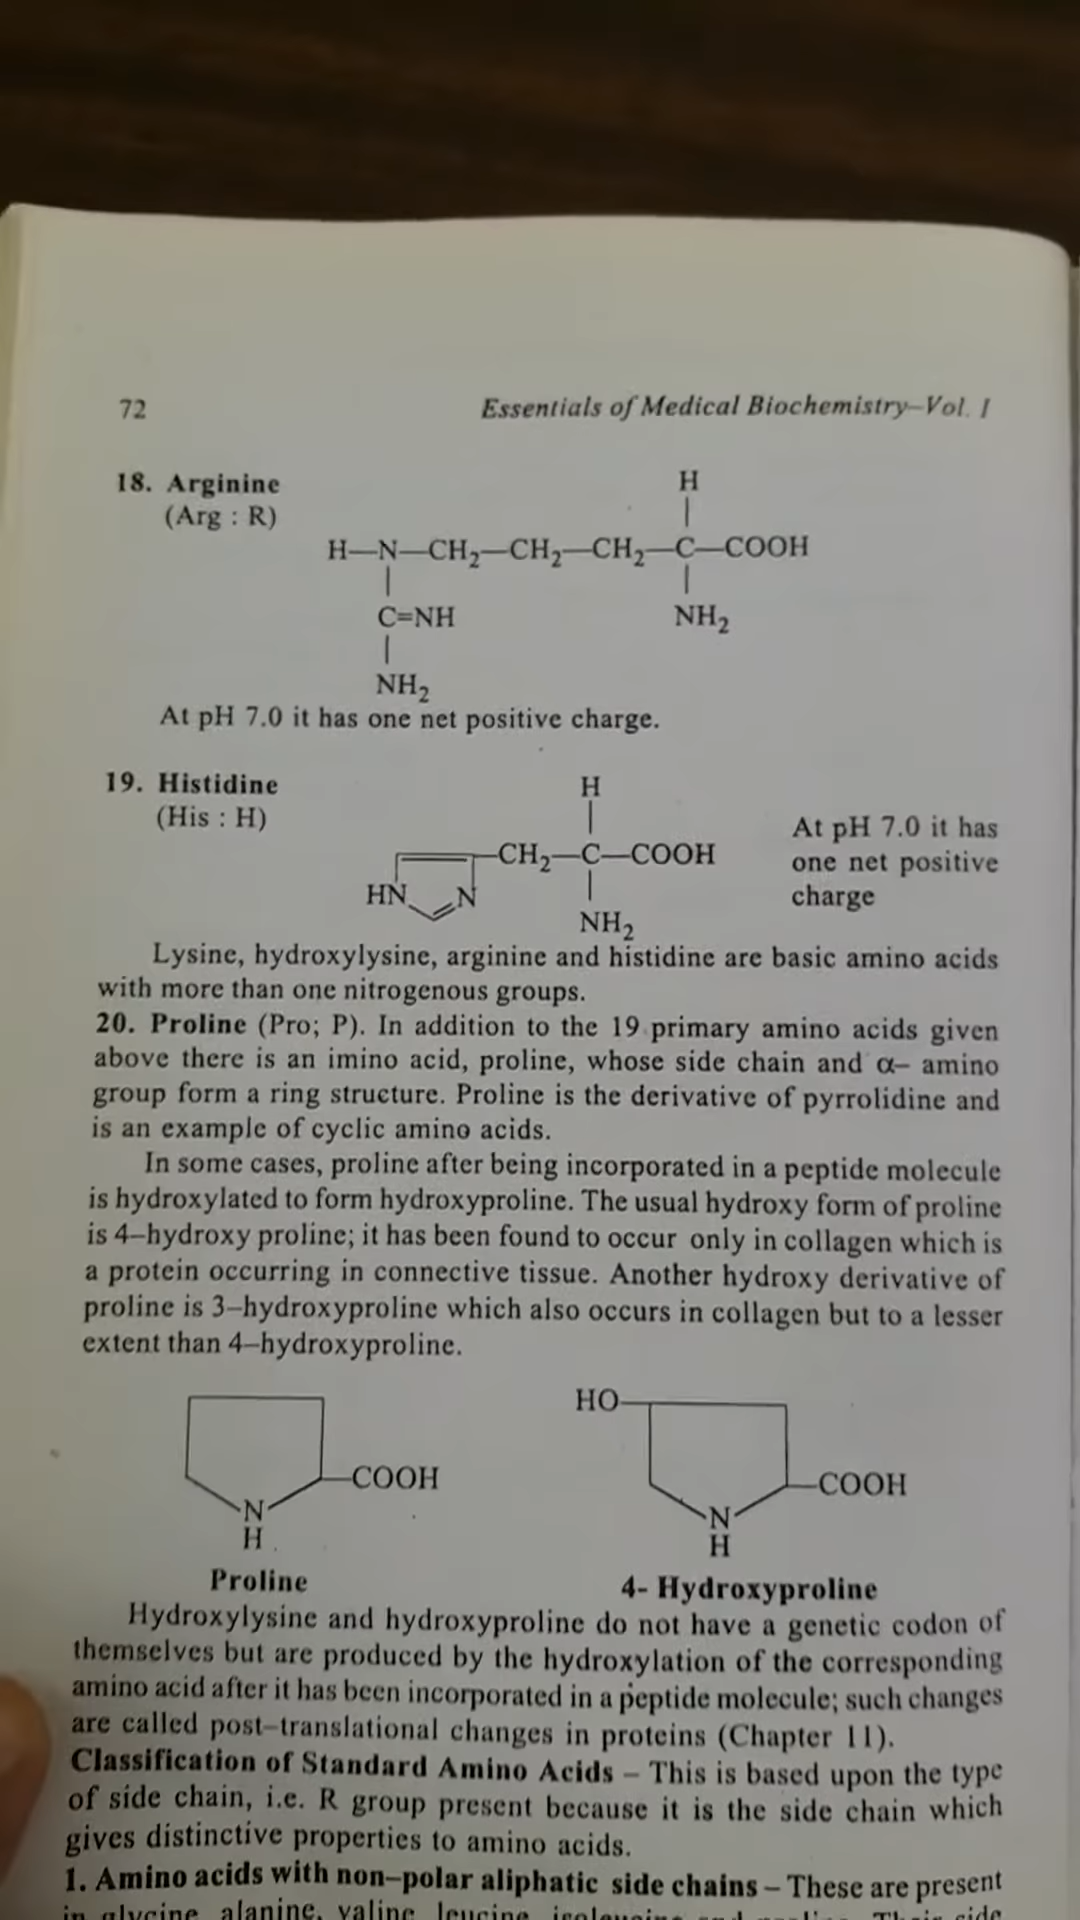 72
Essentials of Medical Biochemistry–Vol. I
18. Arginine
(Arg : R)
H
H—N—CH₂—CH₂—CH₂—C—COOH
C=NH
NH₂
NH₂
At pH 7.0 it has one net positive charge.
19. Histidine
(His : H)
H
CH₂—C—COOH
HN
N
NH₂
At pH 7.0 it has
one net positive
charge
Lysine, hydroxylysine, arginine and histidine are basic amino acids
with more than one nitrogenous groups.
20. Proline (Pro; P). In addition to the 19 primary amino acids given
above there is an imino acid, proline, whose side chain and α– amino
group form a ring structure. Proline is the derivative of pyrrolidine and
is an example of cyclic amino acids.
In some cases, proline after being incorporated in a peptide molecule
is hydroxylated to form hydroxyproline. The usual hydroxy form of proline
is 4–hydroxy proline; it has been found to occur only in collagen which is
a protein occurring in connective tissue. Another hydroxy derivative of
proline is 3–hydroxyproline which also occurs in collagen but to a lesser
extent than 4–hydroxyproline.
COOH
N
H
Proline
HO
COOH
N
H
4- Hydroxyproline
Hydroxylysine and hydroxyproline do not have a genetic codon of
themselves but are produced by the hydroxylation of the corresponding
amino acid after it has been incorporated in a peptide molecule; such changes
are called post–translational changes in proteins (Chapter 11).
Classification of Standard Amino Acids – This is based upon the type
of side chain, i.e. R group present because it is the side chain which
gives distinctive properties to amino acids.
1. Amino acids with non–polar aliphatic side chains – These are present
in glycine, alanine, valine, leucine, side